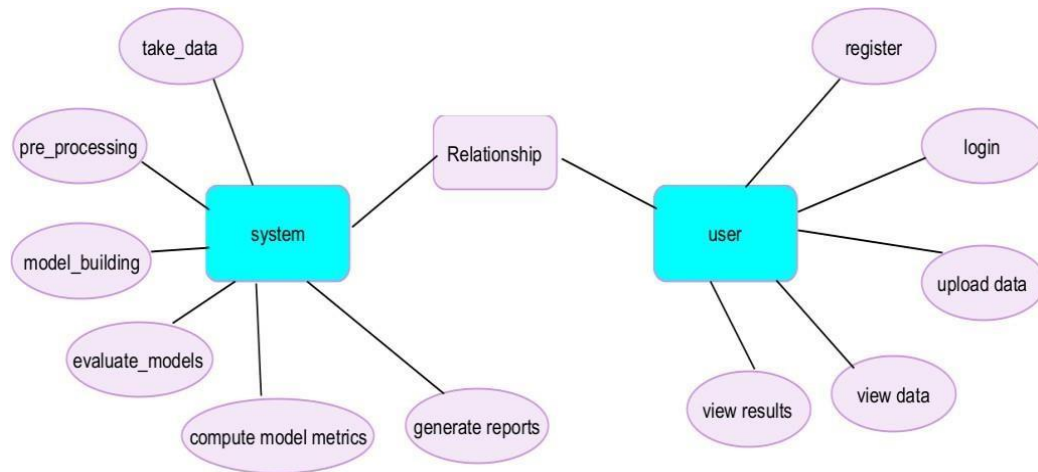 take_data
register
pre_processing
Relationship
login
system
user
model_building
upload data
evaluate_models
view data
view results
compute model metrics
generate reports